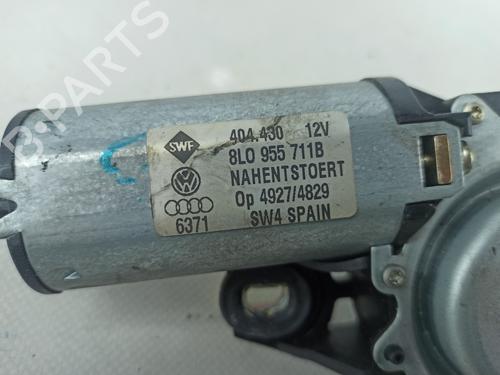 B-Parts
SWF
404.430 12V
8L0 955 711B
NAHENTSTOERT
Op 4927/4829
6371 SW4 SPAIN